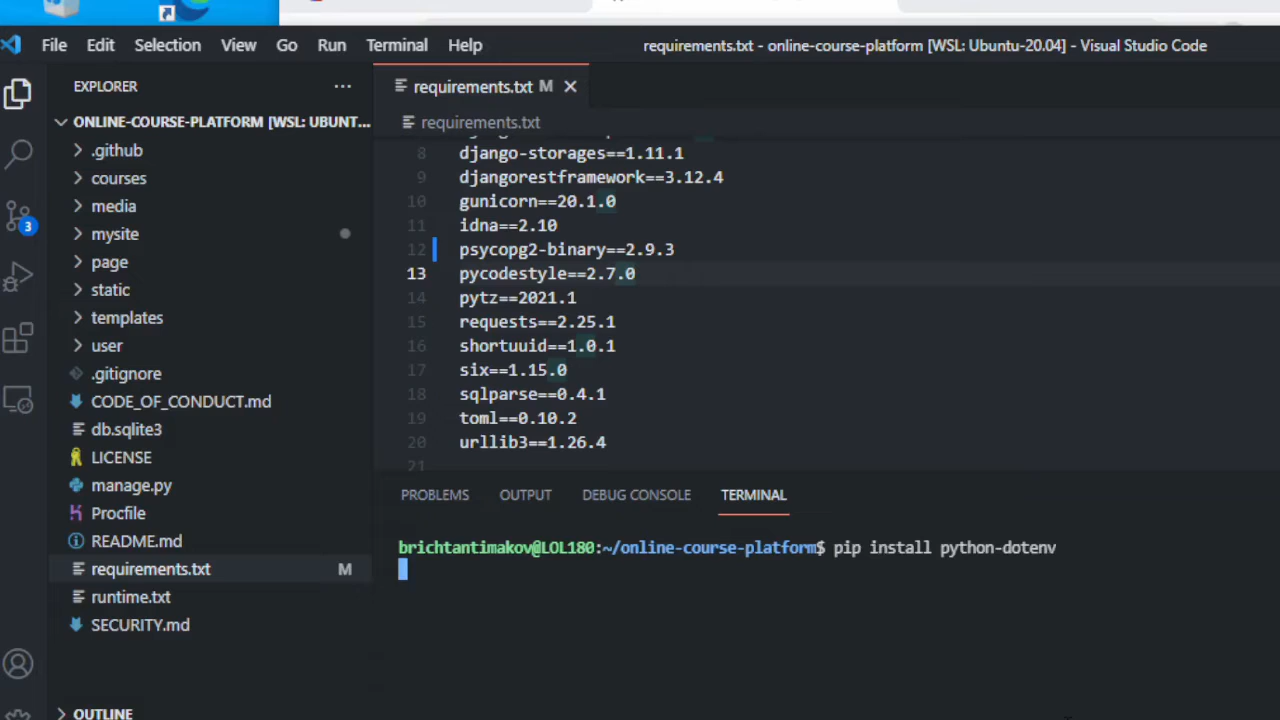 File Edit Selection View Go Run Terminal Help
requirements.txt - online-course-platform [WSL: Ubuntu-20.04] - Visual Studio Code
EXPLORER
ONLINE-COURSE-PLATFORM [WSL: UBUNT...
.github
courses
media
mysite
page
static
templates
user
.gitignore
CODE_OF_CONDUCT.md
db.sqlite3
LICENSE
manage.py
Procfile
README.md
requirements.txt M
runtime.txt
SECURITY.md
OUTLINE
3
requirements.txt M
requirements.txt
8 django-storages==1.11.1
9 djangorestframework==3.12.4
10 gunicorn==20.1.0
11 idna==2.10
12 psycopg2-binary==2.9.3
13 pycodestyle==2.7.0
14 pytz==2021.1
15 requests==2.25.1
16 shortuuid==1.0.1
17 six==1.15.0
18 sqlparse==0.4.1
19 toml==0.10.2
20 urllib3==1.26.4
21
PROBLEMS OUTPUT DEBUG CONSOLE TERMINAL
brichtantimakov@LOL180:~/online-course-platform$ pip install python-dotenv